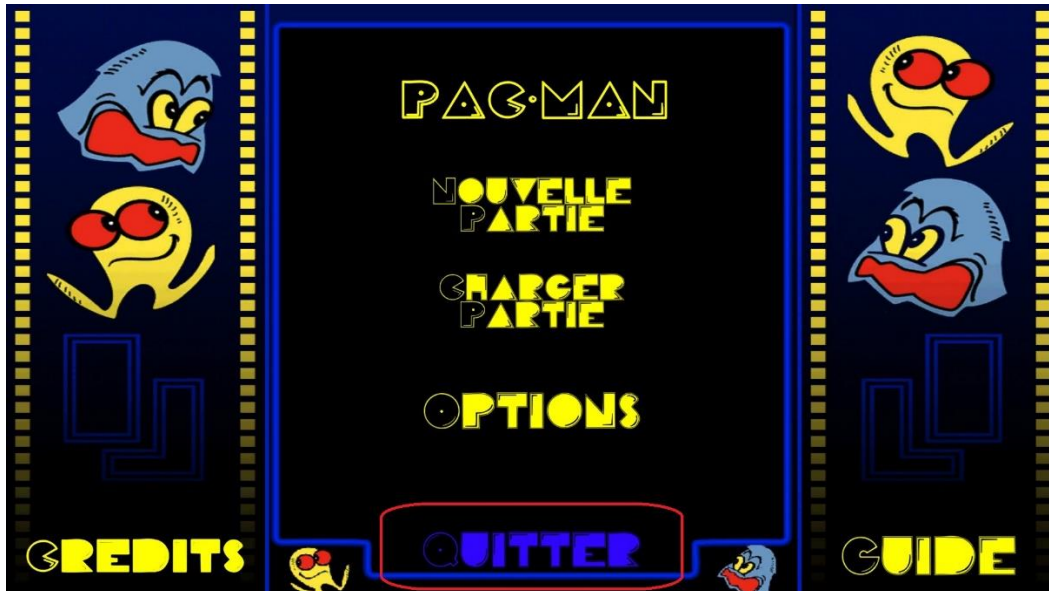 PAC-MAN
NOUVELLE
PARTIE
CHARGER
PARTIE
OPTIONS
QUITTER
CREDITS
GUIDE